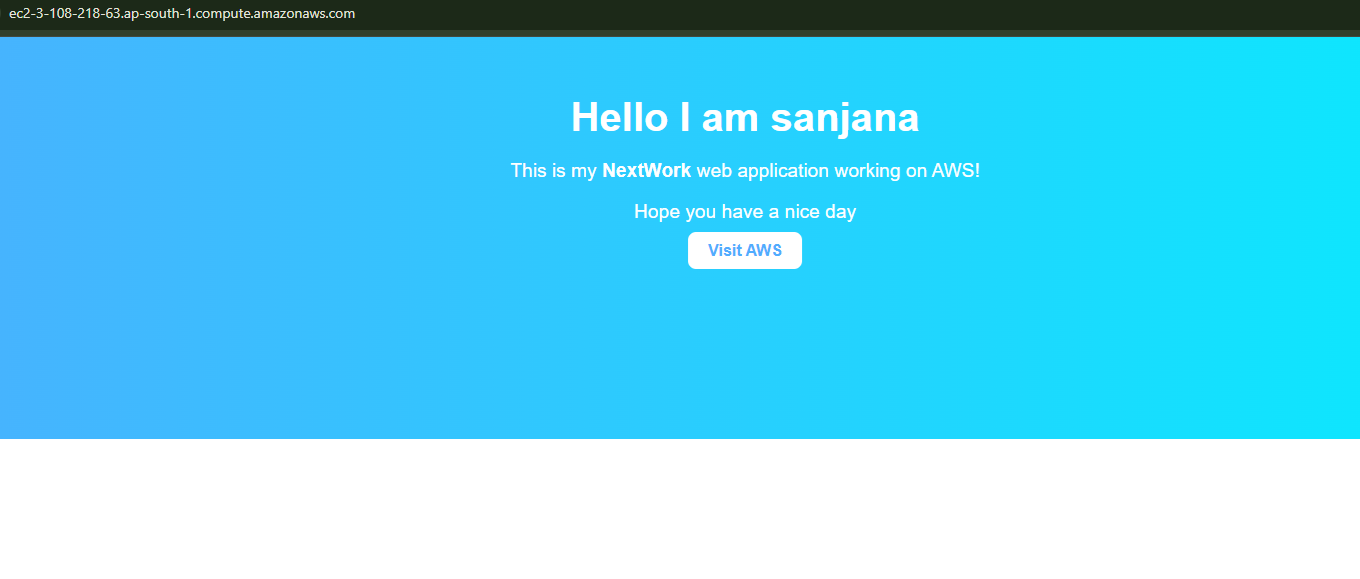 ec2-3-108-218-63.ap-south-1.compute.amazonaws.com
Hello I am sanjana
This is my NextWork web application working on AWS!
Hope you have a nice day
Visit AWS